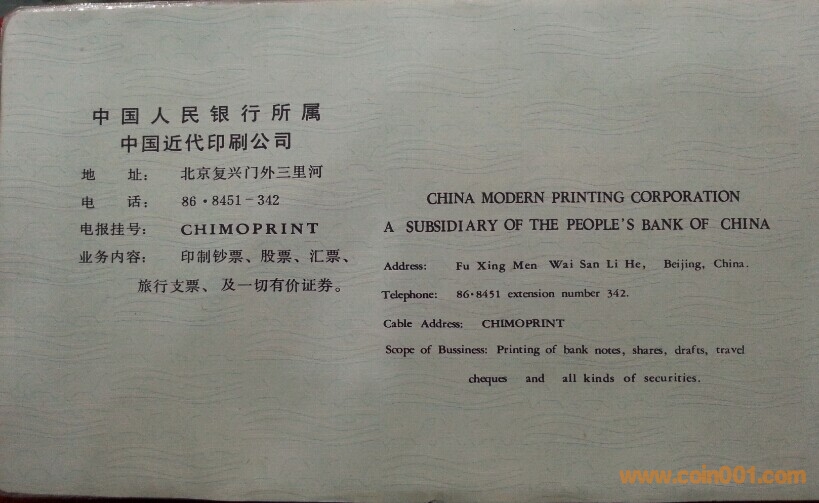 中国人民银行所属
中国近代印刷公司
地 址： 北京复兴门外三里河
电 话： 86·8451－342
电报挂号： CHIMOPRINT
业务内容： 印制钞票、股票、汇票、
旅行支票、及一切有价证券。
CHINA MODERN PRINTING CORPORATION
A SUBSIDIARY OF THE PEOPLE'S BANK OF CHINA
Address: Fu Xing Men Wai San Li He, Beijing, China.
Telephone: 86·8451 extension number 342.
Cable Address: CHIMOPRINT
Scope of Bussiness: Printing of bank notes, shares, drafts, travel
cheques and all kinds of securities.
www.coin001.com